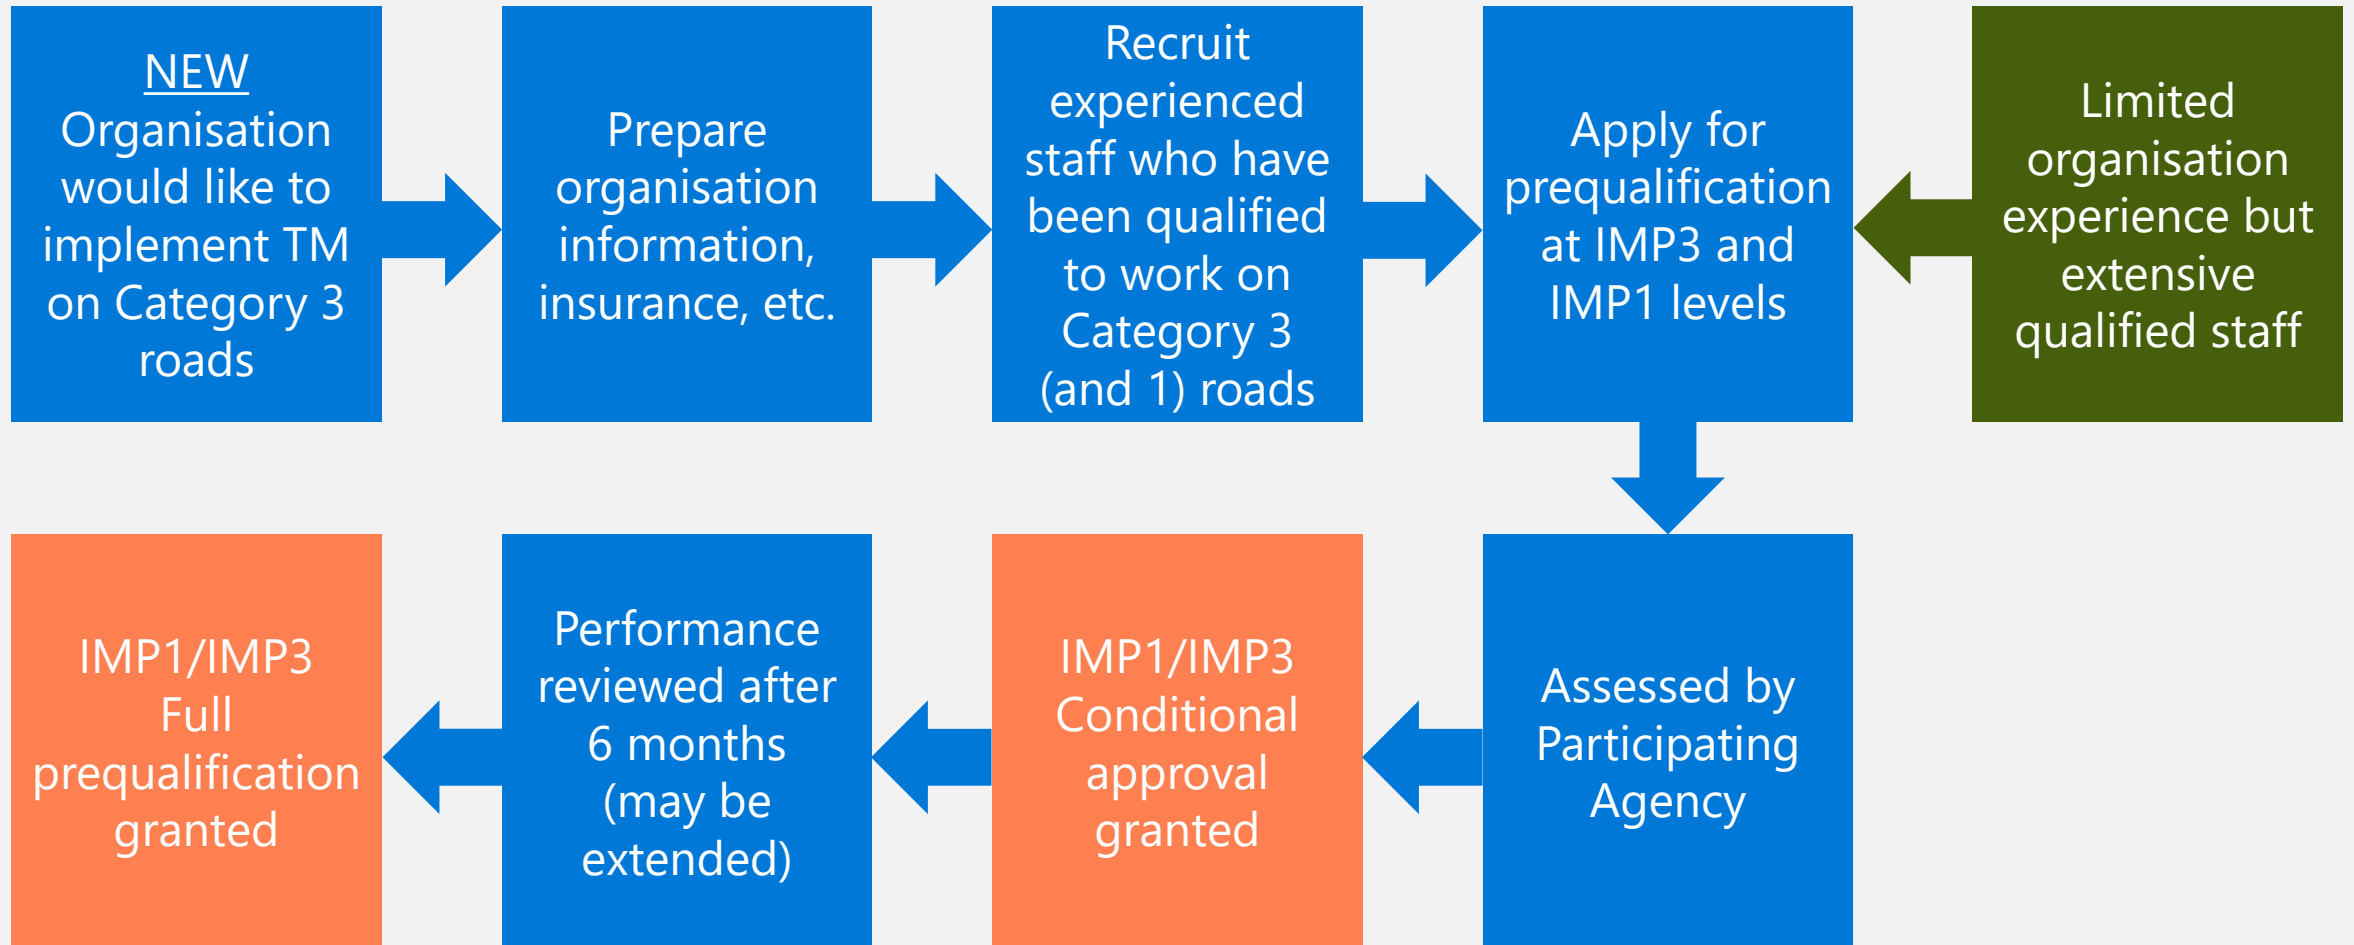 NEW
Organisation
would like to
implement TM
on Category 3
roads
Prepare
organisation
information,
insurance, etc.
Recruit
experienced
staff who have
been qualified
to work on
Category 3
(and 1) roads
Apply for
prequalification
at IMP3 and
IMP1 levels
Limited
organisation
experience but
extensive
qualified staff
Assessed by
Participating
Agency
IMP1/IMP3
Conditional
approval
granted
Performance
reviewed after
6 months
(may be
extended)
IMP1/IMP3
Full
prequalification
granted